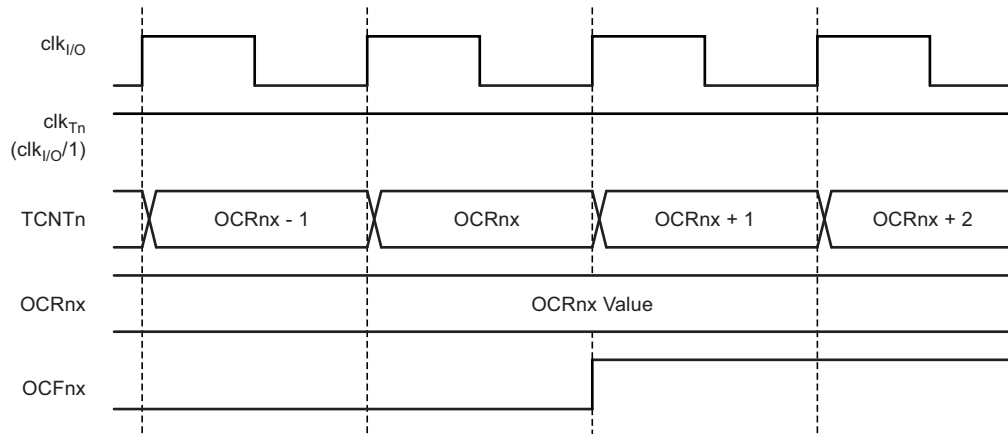 clkI/O
clkTn
(clkI/O/1)
TCNTn
OCRnx - 1
OCRnx
OCRnx + 1
OCRnx + 2
OCRnx
OCRnx Value
OCFnx